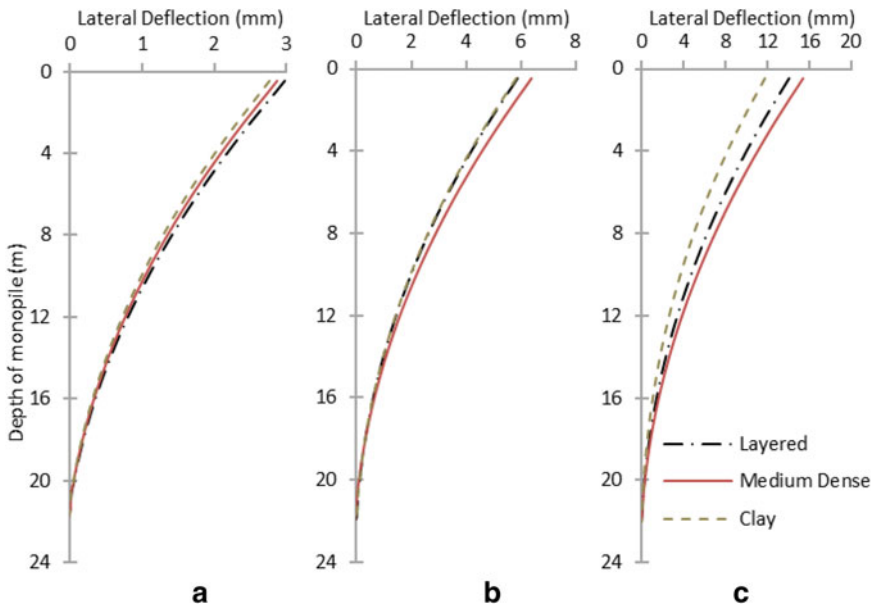 Lateral Deflection (mm)
0 1 2 3
0
4
8
12
16
20
24
Depth of monopile (m)
a
Lateral Deflection (mm)
0 2 4 6 8
0
4
8
12
16
20
24
b
Lateral Deflection (mm)
0 4 8 12 16 20
0
4
8
12
16
20
24
Layered
Medium Dense
Clay
c